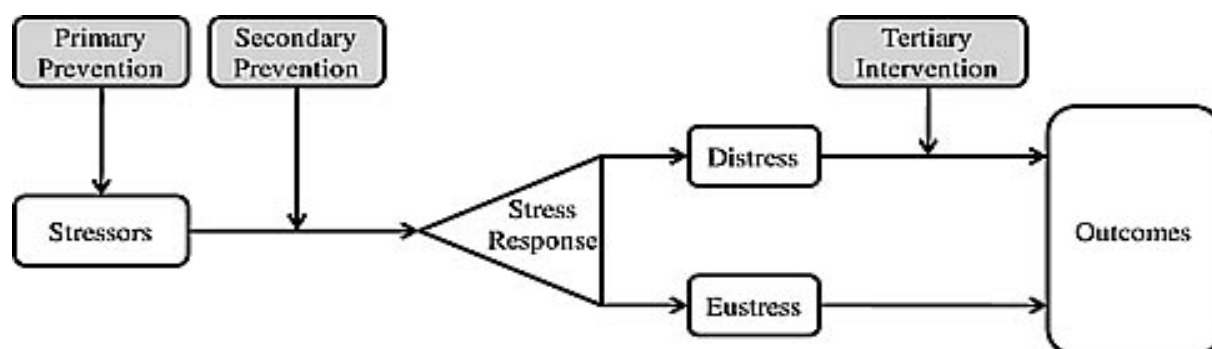 Primary
Prevention
Secondary
Prevention
Tertiary
Intervention
Stressors
Stress
Response
Distress
Eustress
Outcomes